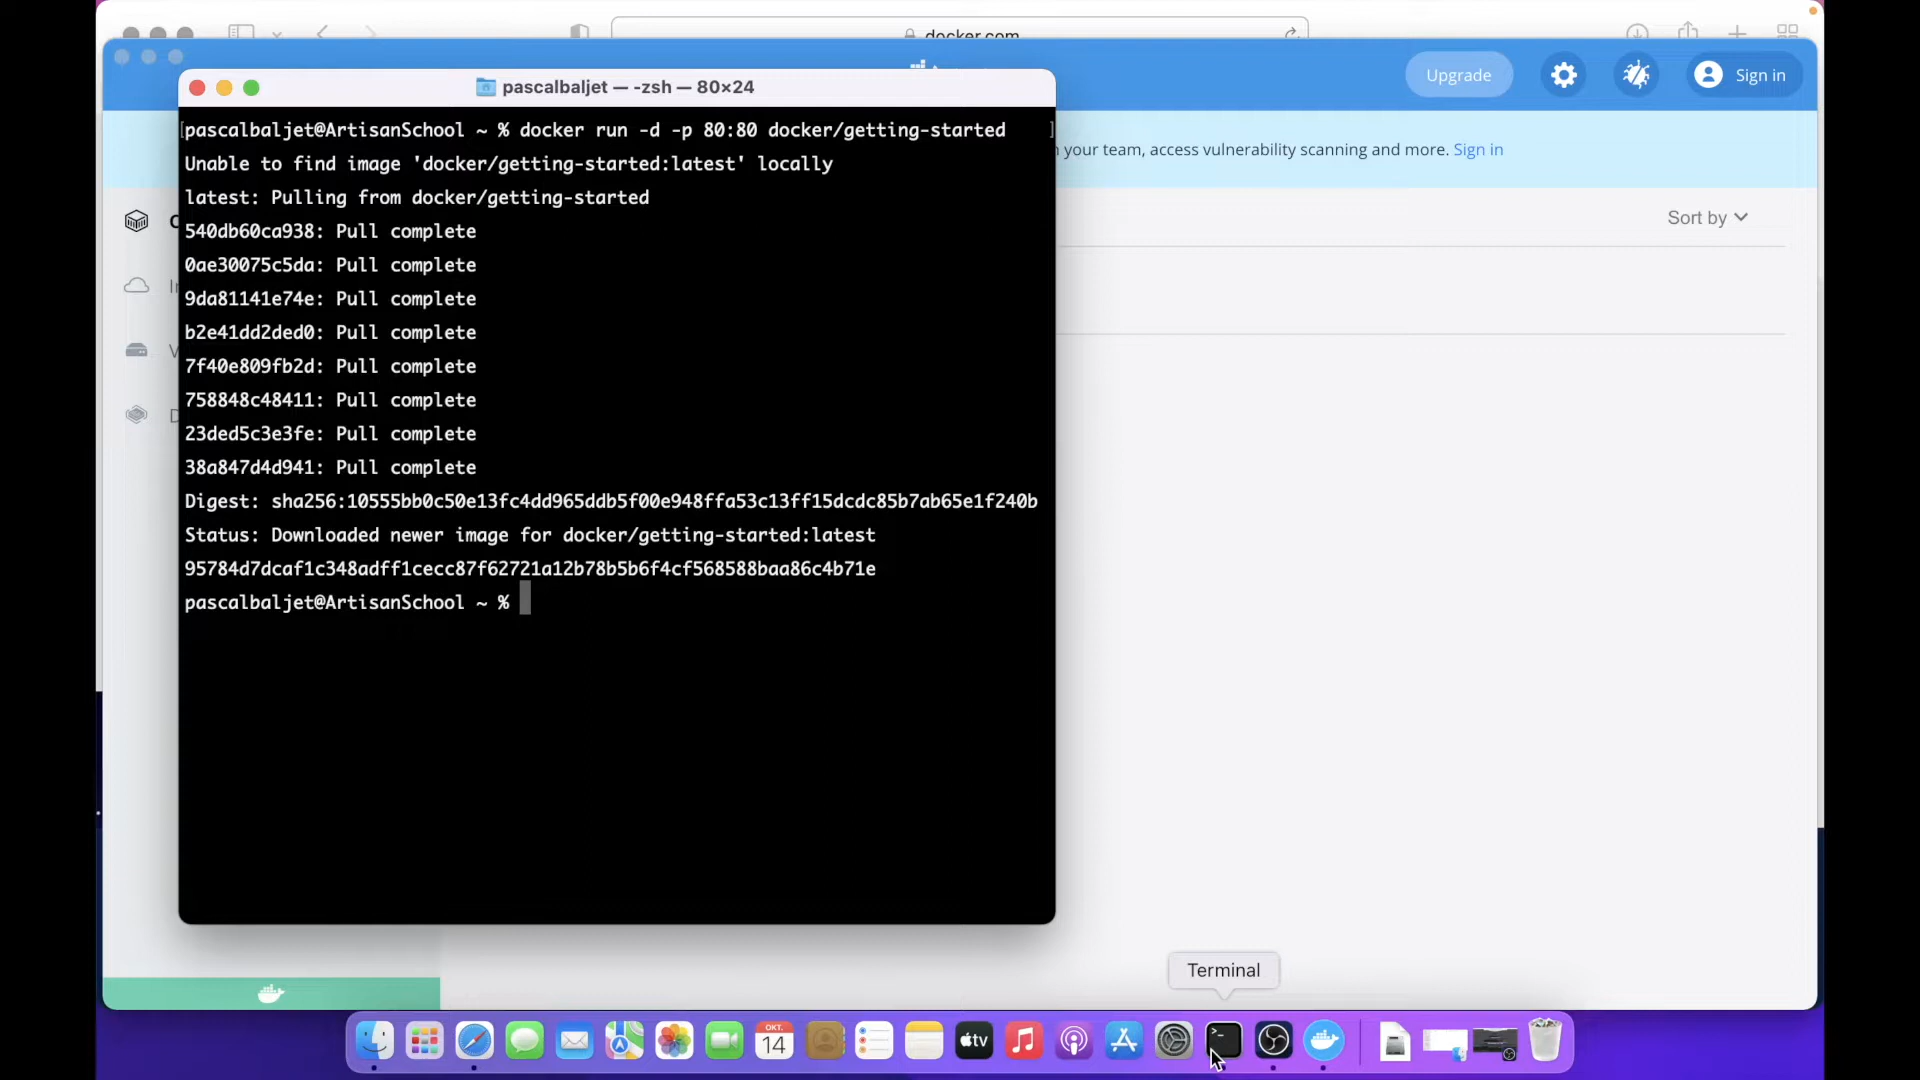 docker.com
pascalbaljet — -zsh — 80×24
Upgrade
Sign in
[pascalbaljet@ArtisanSchool ~ % docker run -d -p 80:80 docker/getting-started ]
Unable to find image 'docker/getting-started:latest' locally
your team, access vulnerability scanning and more. Sign in
latest: Pulling from docker/getting-started
Sort by
540db60ca938: Pull complete
0ae30075c5da: Pull complete
9da81141e74e: Pull complete
b2e41dd2ded0: Pull complete
7f40e809fb2d: Pull complete
758848c48411: Pull complete
23ded5c3e3fe: Pull complete
38a847d4d941: Pull complete
Digest: sha256:10555bb0c50e13fc4dd965ddb5f00e948ffa53c13ff15dcdc85b7ab65e1f240b
Status: Downloaded newer image for docker/getting-started:latest
95784d7dcaf1c348adff1cecc87f62721a12b78b5b6f4cf568588baa86c4b71e
pascalbaljet@ArtisanSchool ~ %
Terminal
OKT.
14
tv